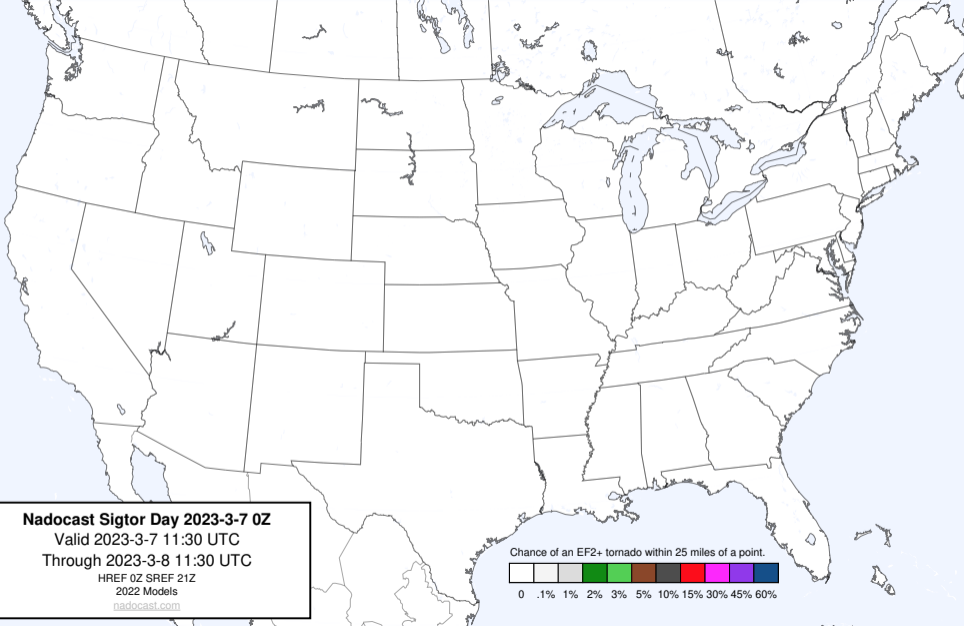 Nadocast Sigtor Day 2023-3-7 0Z
Valid 2023-3-7 11:30 UTC
Through 2023-3-8 11:30 UTC
HREF 0Z SREF 21Z
2022 Models
nadocast.com
Chance of an EF2+ tornado within 25 miles of a point.
0 .1% 1% 2% 3% 5% 10% 15% 30% 45% 60%